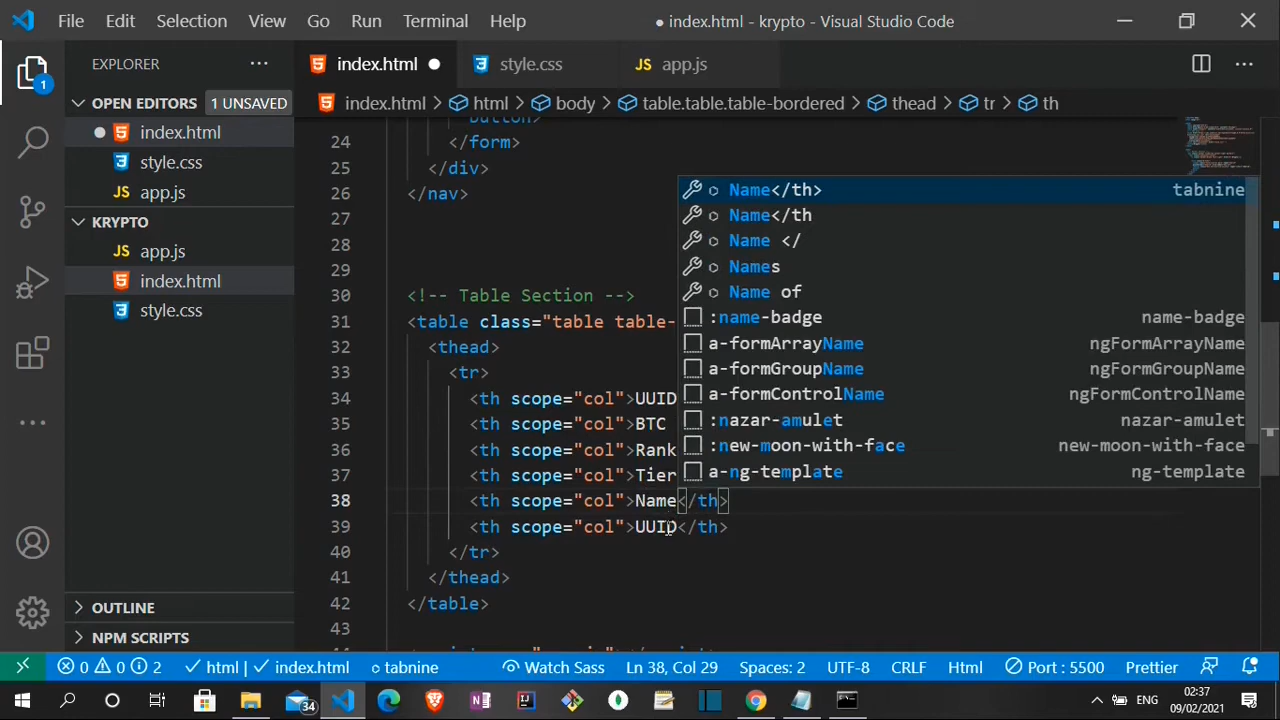 File Edit Selection View Go Run Terminal Help ● index.html - krypto - Visual Studio Code
EXPLORER ···
index.html ● style.css JS app.js
OPEN EDITORS 1 UNSAVED
index.html > html > body > table.table.table-bordered > thead > tr > th
1
● index.html
style.css
JS app.js
KRYPTO
JS app.js
index.html
style.css
OUTLINE
NPM SCRIPTS
button>
24 </form>
25 </div>
26 </nav>
27
28
29
30 <!-- Table Section -->
31 <table class="table table-
32 <thead>
33 <tr>
34 <th scope="col">UUID
35 <th scope="col">BTC
36 <th scope="col">Rank
37 <th scope="col">Tier
38 <th scope="col">Name</th>
39 <th scope="col">UUID</th>
40 </tr>
41 </thead>
42 </table>
43
Name</th> tabnine
Name</th
Name </
Names
Name of
:name-badge name-badge
a-formArrayName ngFormArrayName
a-formGroupName ngFormGroupName
a-formControlName ngFormControlName
:nazar-amulet nazar-amulet
:new-moon-with-face new-moon-with-face
a-ng-template ng-template
0 0 2 html | index.html tabnine Watch Sass Ln 38, Col 29 Spaces: 2 UTF-8 CRLF Html Port : 5500 Prettier
34 ENG 02:37
09/02/2021